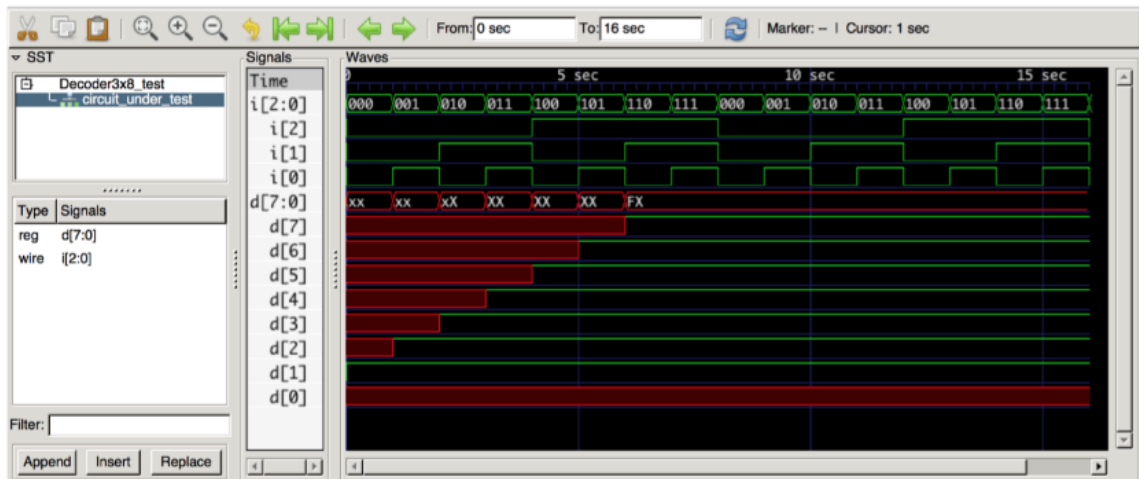 From: 0 sec To: 16 sec Marker: -- | Cursor: 1 sec
SST
Decoder3x8_test
circuit_under_test
Type Signals
reg d[7:0]
wire i[2:0]
Filter:
Append Insert Replace
Signals
Waves
Time 0 5 sec 10 sec 15 sec
i[2:0] 000 001 010 011 100 101 110 111 000 001 010 011 100 101 110 111
i[2]
i[1]
i[0]
d[7:0] xx xx xX XX XX XX FX
d[7]
d[6]
d[5]
d[4]
d[3]
d[2]
d[1]
d[0]